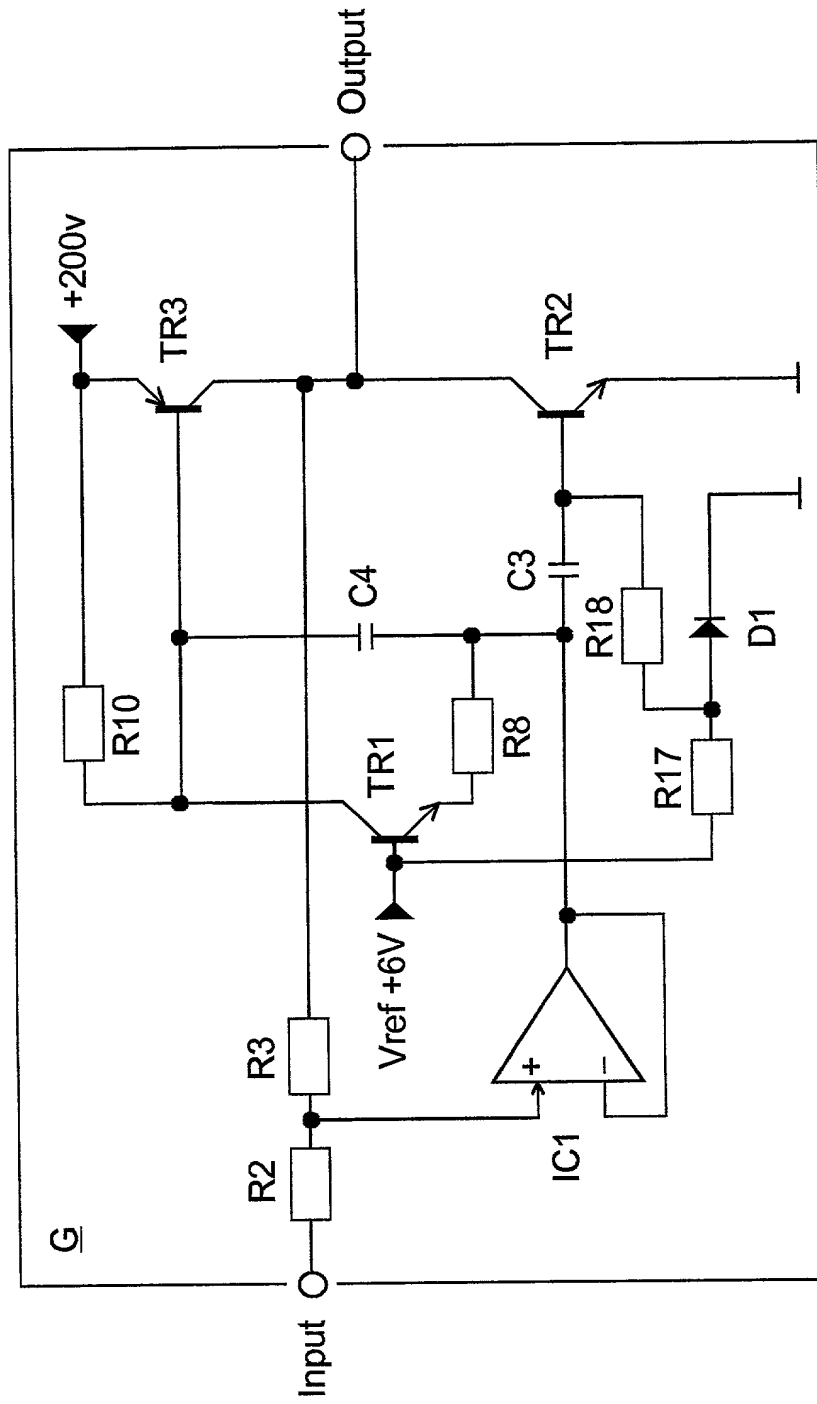 G
+200v
R10
TR3
Output
C4
TR1
R8
C3
TR2
R18
D1
R17
Vref +6V
R3
R2
Input
+
−
IC1